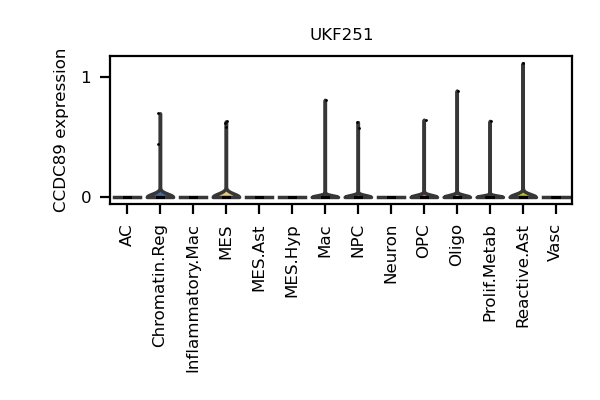 UKF251
CCDC89 expression
1
0
AC
Chromatin.Reg
Inflammatory.Mac
MES
MES.Ast
MES.Hyp
Mac
NPC
Neuron
OPC
Oligo
Prolif.Metab
Reactive.Ast
Vasc